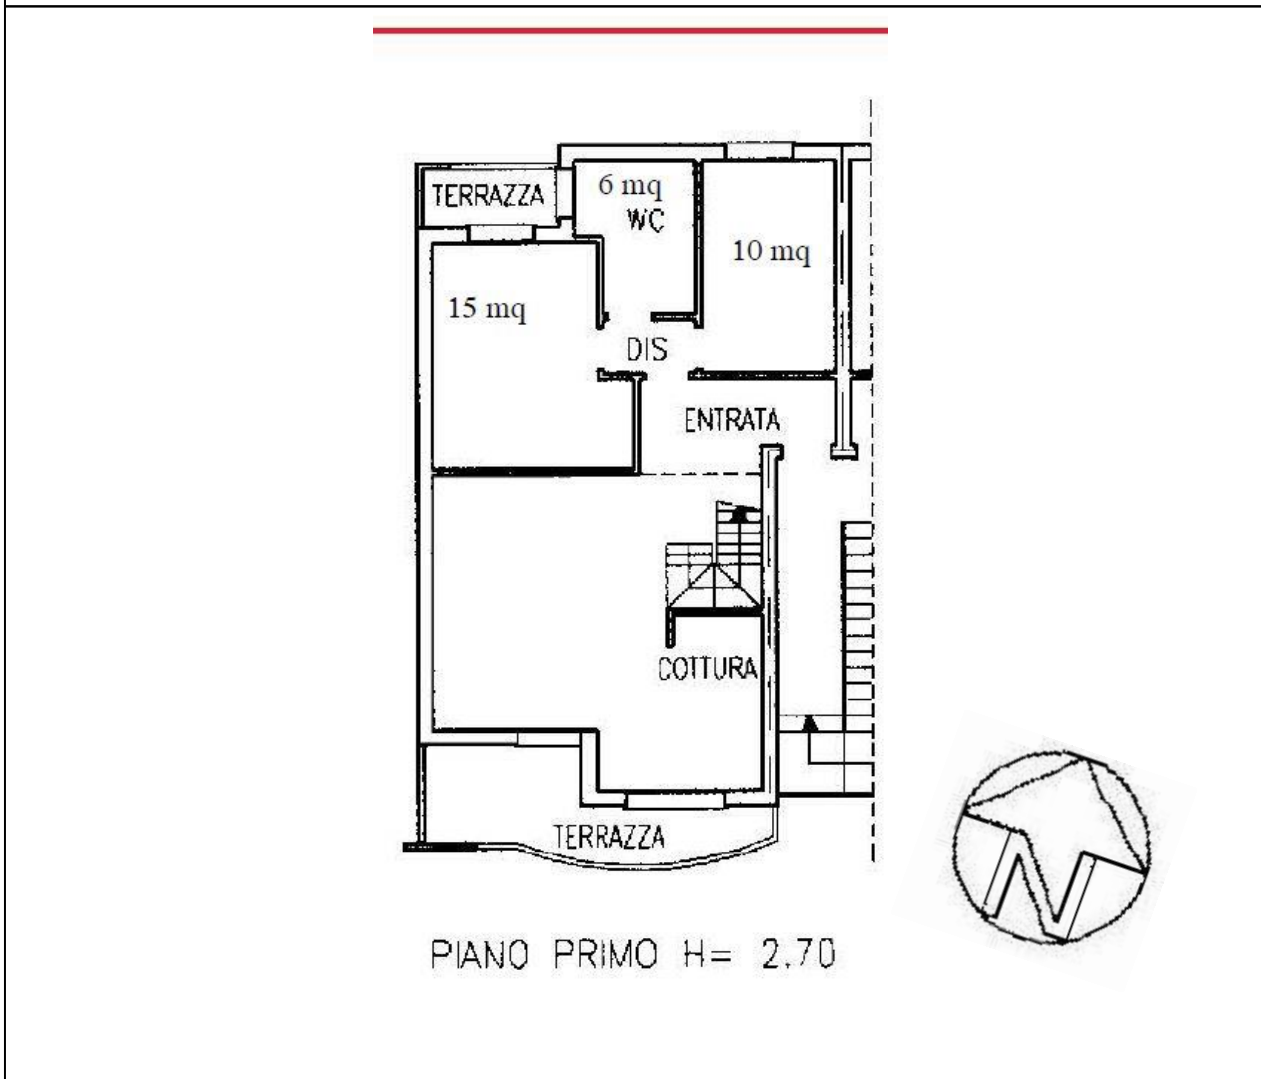 TERRAZZA
6 mq
WC
10 mq
15 mq
DIS
ENTRATA
COTTURA
TERRAZZA
N
PIANO PRIMO H= 2.70